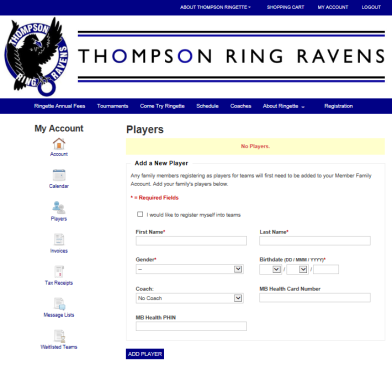 ABOUT THOMPSON RINGETTE SHOPPING CART MY ACCOUNT LOGOUT
THOMPSON
RING RAVENS
THOMPSON RING RAVENS
Ringette Annual Fees Tournaments Come Try Ringette Schedule Coaches About Ringette Registration
My Account
Account
Calendar
Players
Invoices
Tax Receipts
Message Lists
Waitlisted Teams
Players
No Players.
Add a New Player
Any family members registering as players for teams will first need to be added to your Member Family
Account. Add your family's players below.
* = Required Fields
I would like to register myself into teams
First Name* Last Name*
Gender* Birthdate (DD / MMM / YYYY)*
-- / /
Coach: MB Health Card Number
No Coach
MB Health PHIN
ADD PLAYER